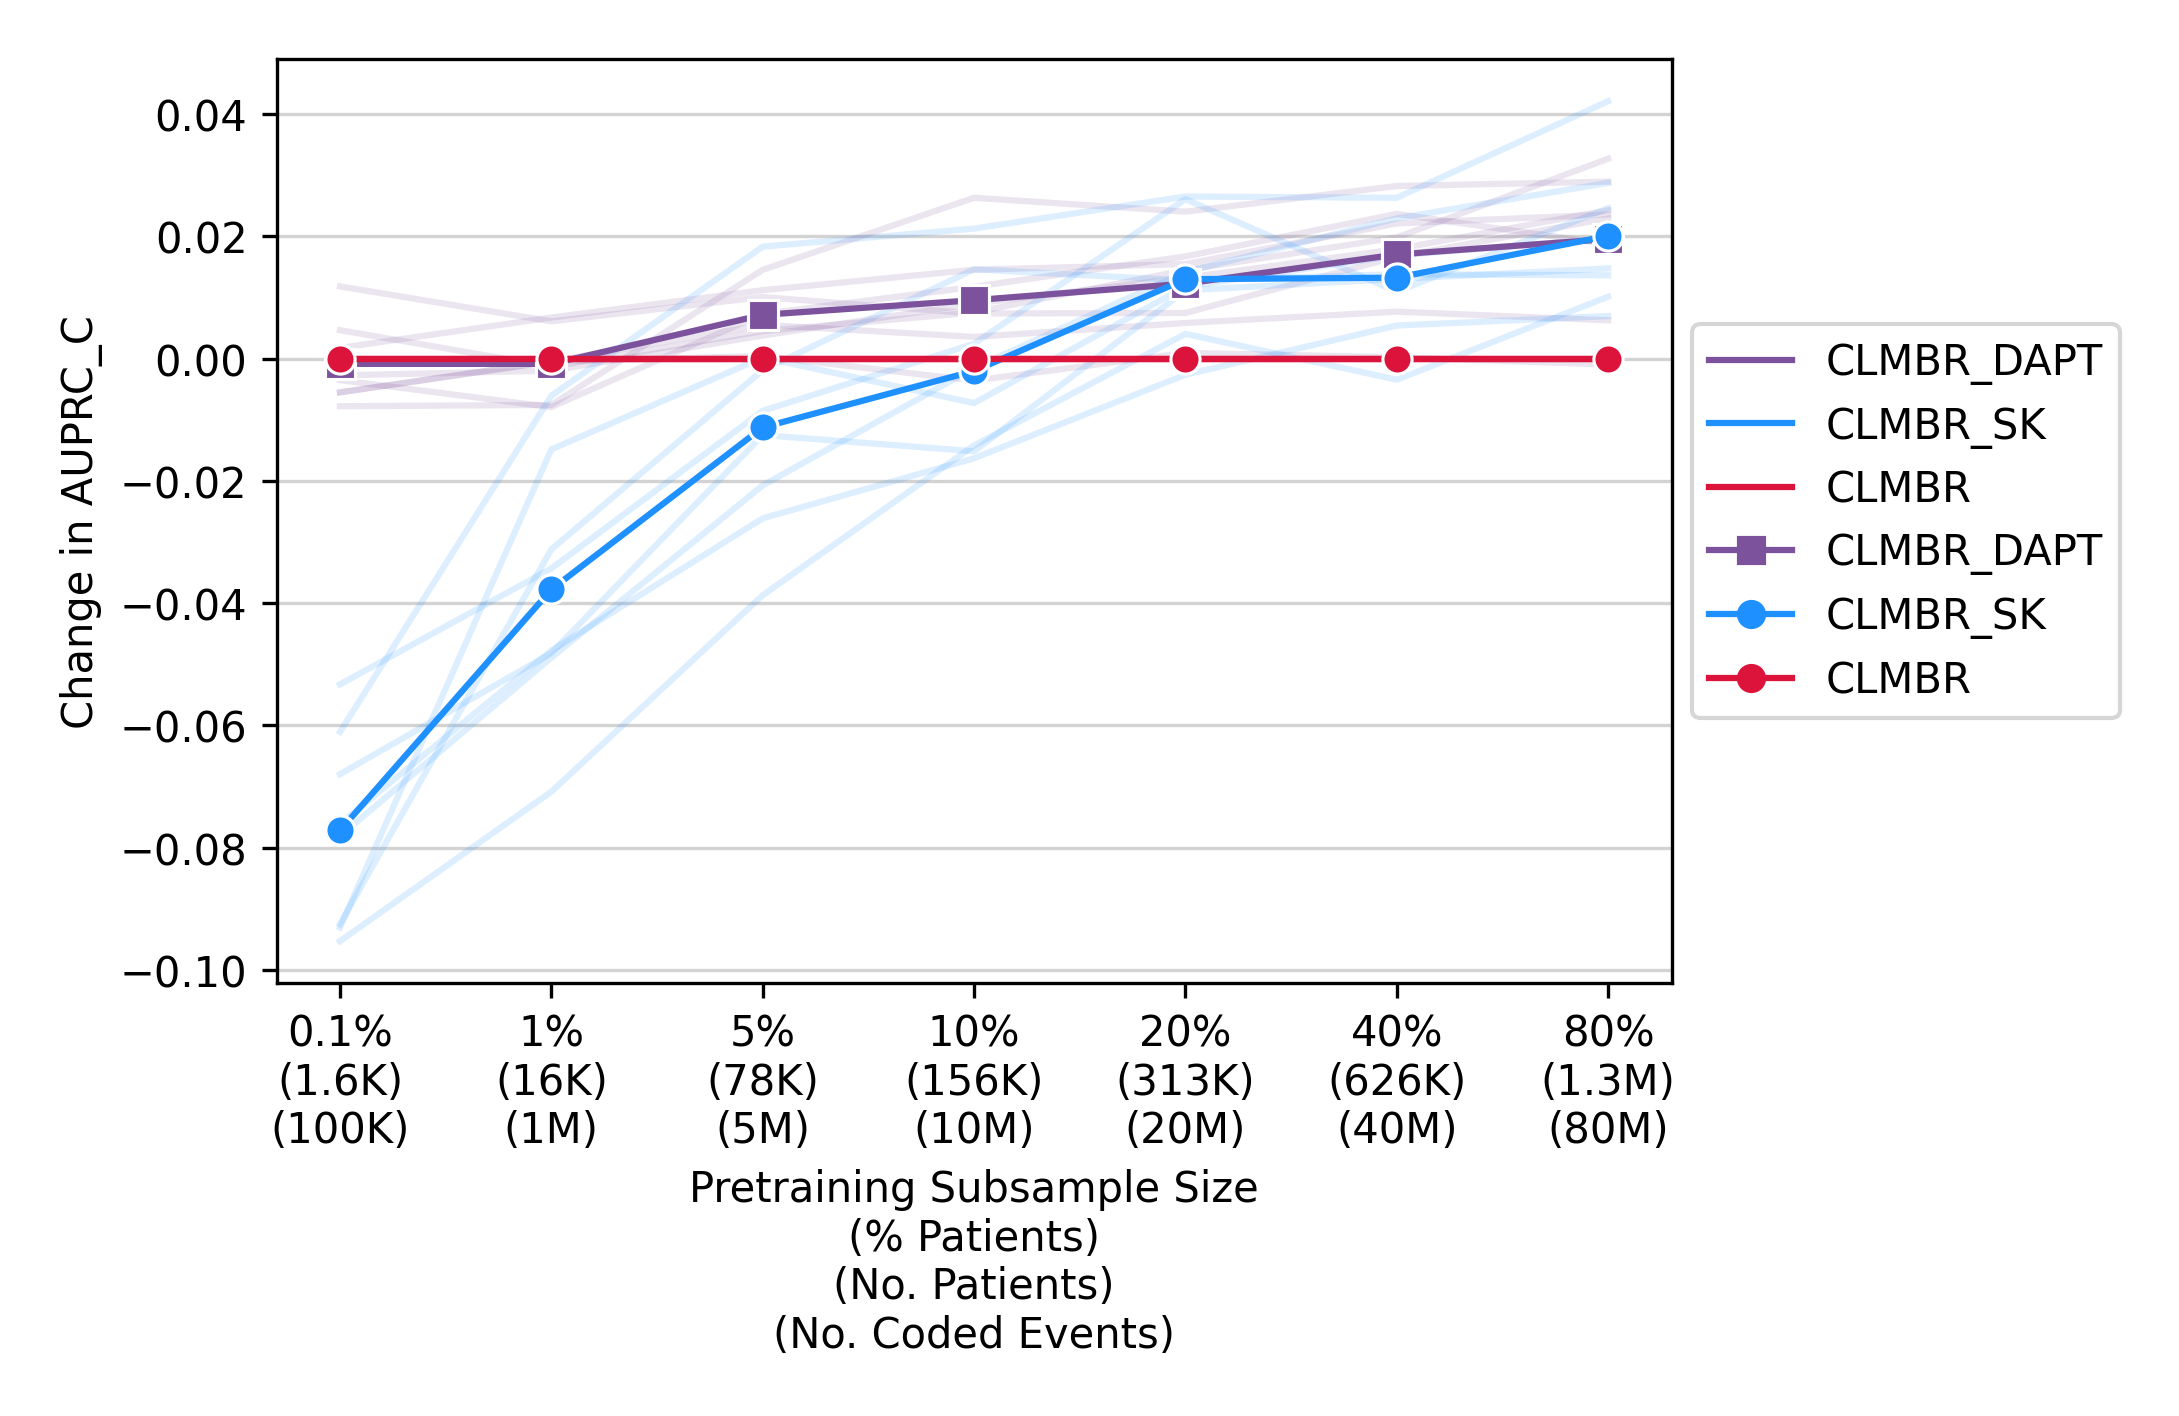 0.04
0.02
0.00
−0.02
−0.04
−0.06
−0.08
−0.10
Change in AUPRC_C
0.1% 1% 5% 10% 20% 40% 80%
(1.6K) (16K) (78K) (156K) (313K) (626K) (1.3M)
(100K) (1M) (5M) (10M) (20M) (40M) (80M)
Pretraining Subsample Size
(% Patients)
(No. Patients)
(No. Coded Events)
CLMBR_DAPT
CLMBR_SK
CLMBR
CLMBR_DAPT
CLMBR_SK
CLMBR